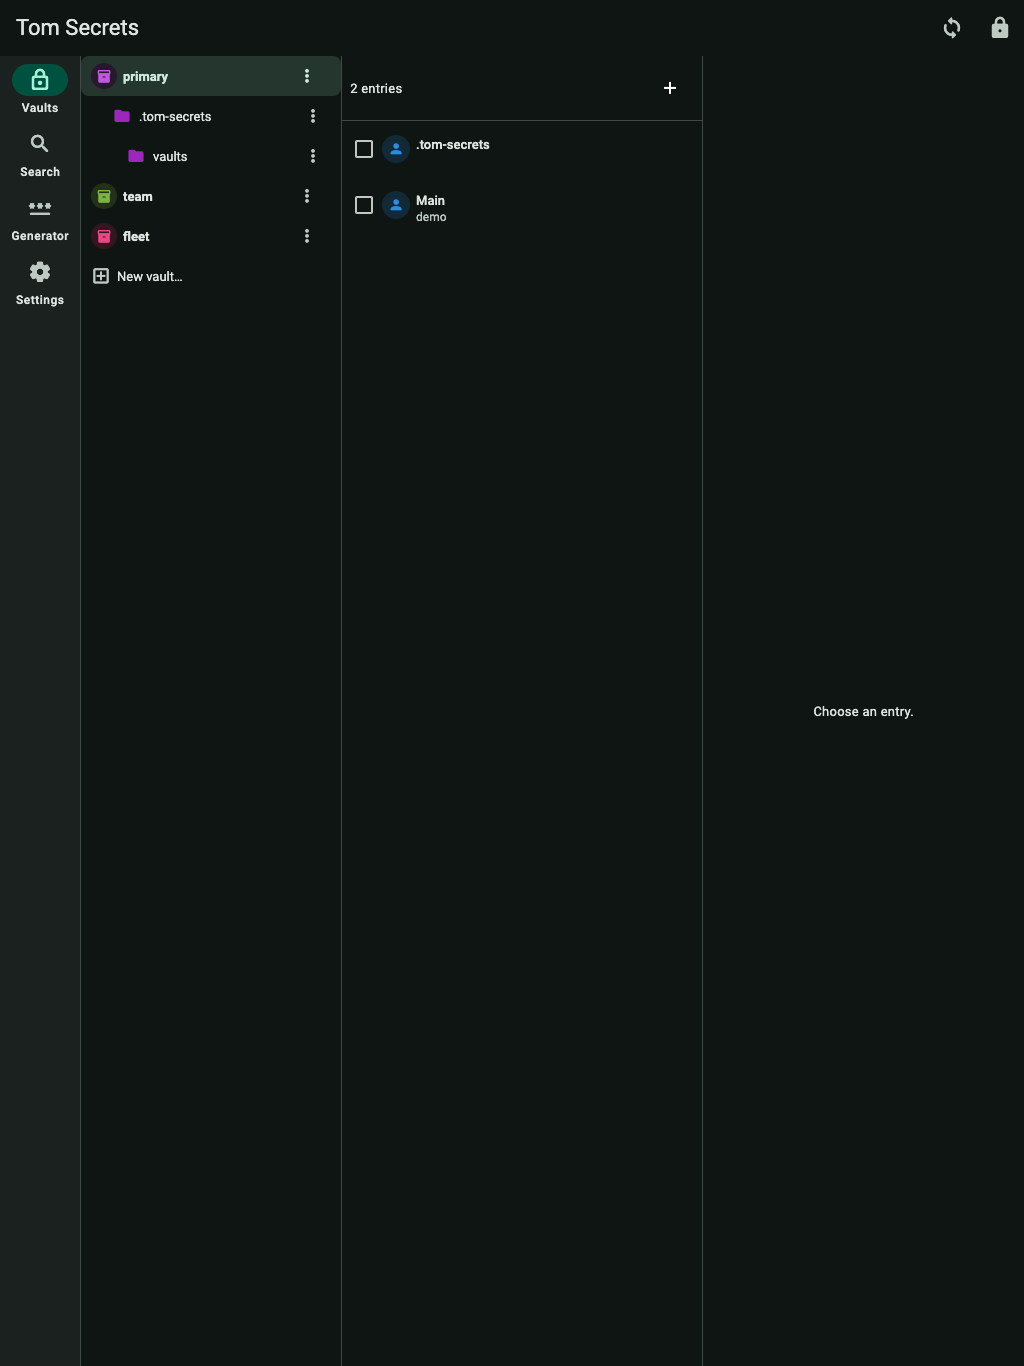 Tom Secrets
Vaults
Search
Generator
Settings
primary
.tom-secrets
vaults
team
fleet
New vault...
2 entries
.tom-secrets
Main
demo
Choose an entry.